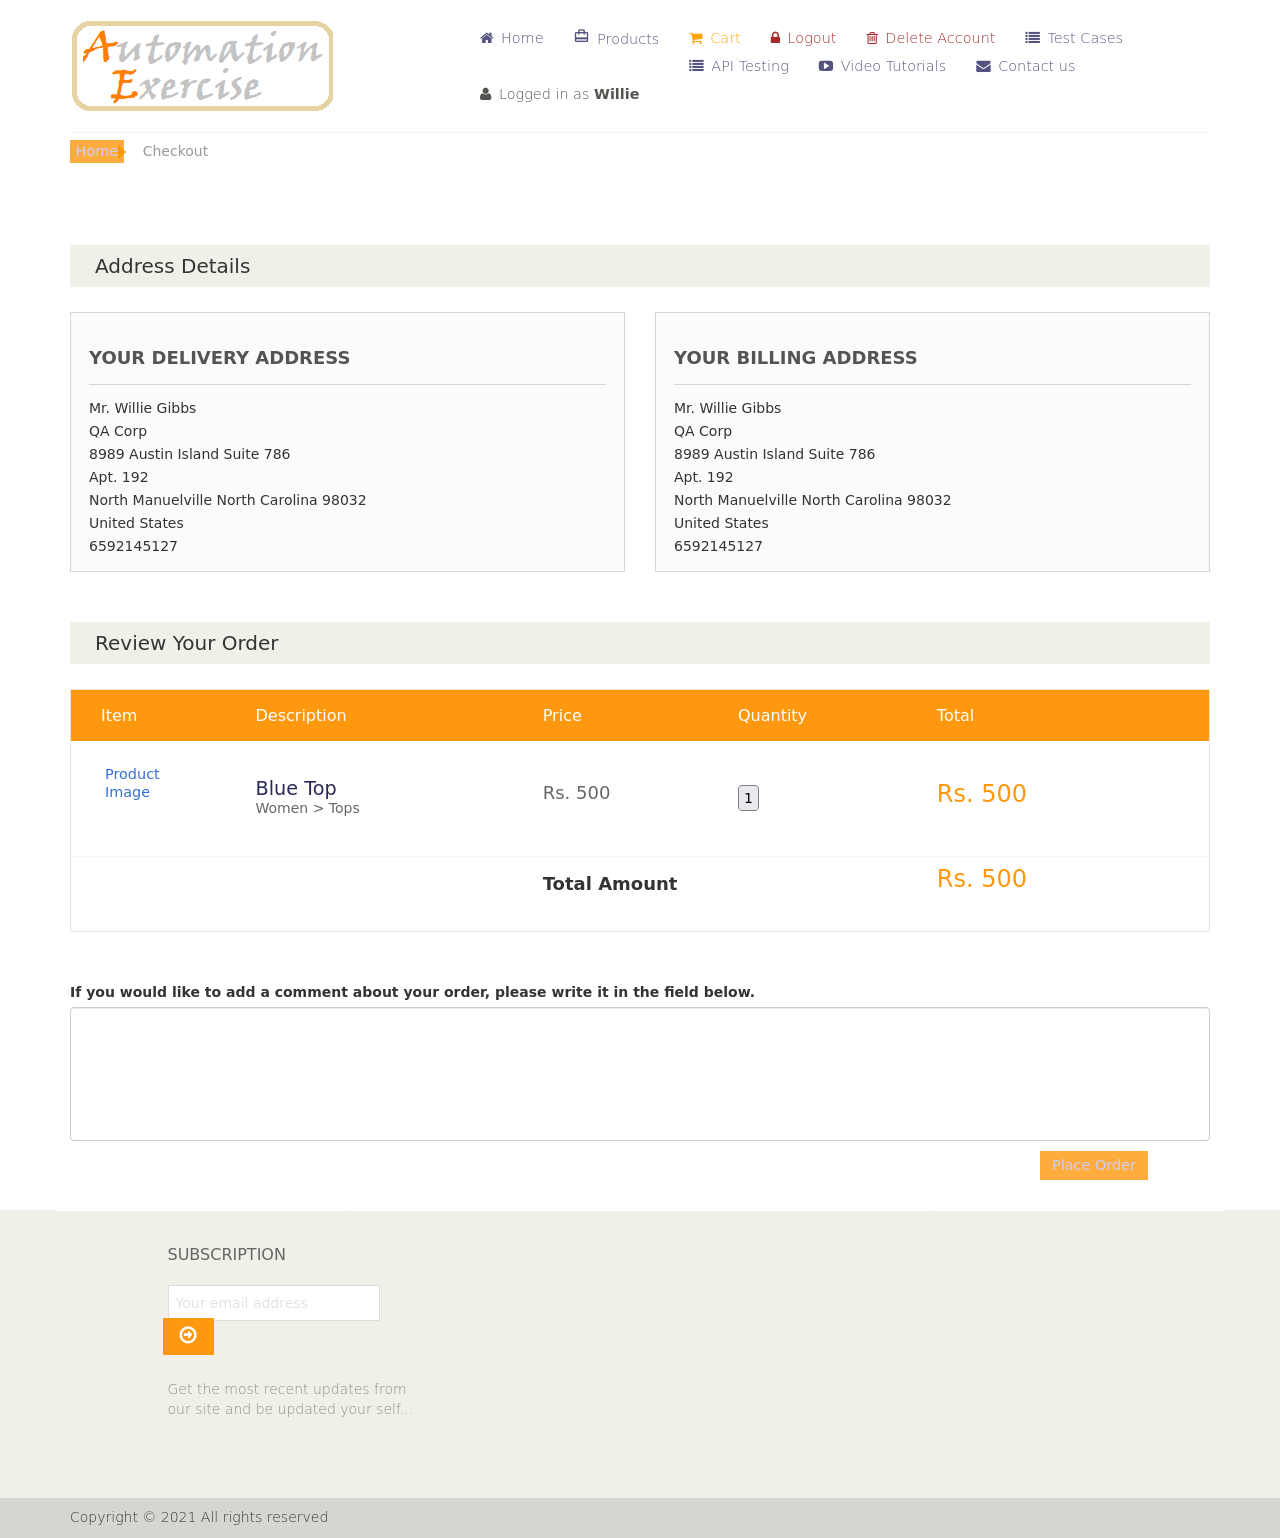 Automation
Exercise
Home Products Cart Logout Delete Account Test Cases
API Testing Video Tutorials Contact us
Logged in as Willie
Home Checkout
Address Details
YOUR DELIVERY ADDRESS
Mr. Willie Gibbs
QA Corp
8989 Austin Island Suite 786
Apt. 192
North Manuelville North Carolina 98032
United States
6592145127
YOUR BILLING ADDRESS
Mr. Willie Gibbs
QA Corp
8989 Austin Island Suite 786
Apt. 192
North Manuelville North Carolina 98032
United States
6592145127
Review Your Order
Item Description Price Quantity Total
Product
Image
Blue Top
Women > Tops
Rs. 500
1
Rs. 500
Total Amount
Rs. 500
If you would like to add a comment about your order, please write it in the field below.
Place Order
SUBSCRIPTION
Your email address
Get the most recent updates from
our site and be updated your self...
Copyright © 2021 All rights reserved